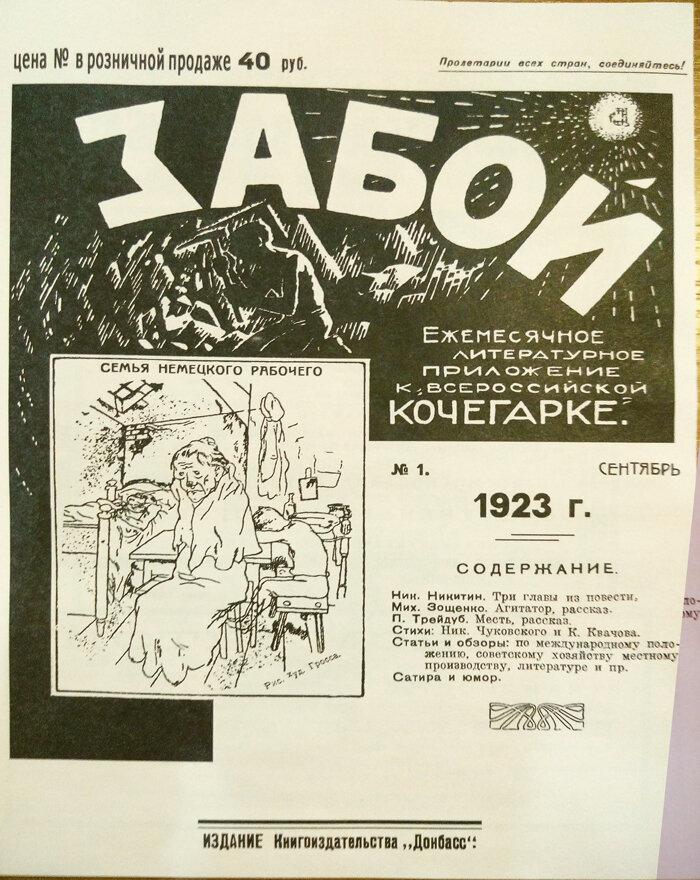 цена № в розничной продаже 40 руб.
Пролетарии всех стран, соединяйтесь!
ЗАБОЙ
ЕЖЕМЕСЯЧНОЕ
ЛИТЕРАТУРНОЕ
ПРИЛОЖЕНИЕ
К „ВСЕРОССИЙСКОЙ
КОЧЕГАРКЕ."
СЕМЬЯ НЕМЕЦКОГО РАБОЧЕГО
Рис. худ. Гросса.
№ 1.
СЕНТЯБРЬ
1923 г.
СОДЕРЖАНИЕ.
Ник. Никитин. Три главы из повести,
Мих. Зощенко. Агитатор, рассказ.
П. Трейдуб. Месть, рассказ.
Стихи: Ник. Чуковского и К. Квачова.
Статьи и обзоры: по международному поло-
жению, советскому хозяйству местному
производству, литературе и пр.
Сатира и юмор.
ИЗДАНИЕ Книгоиздательства „Донбасс":